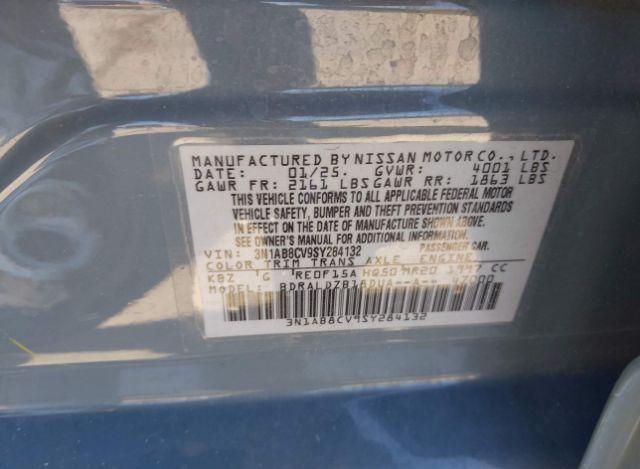 MANUFACTURED BY NISSAN MOTOR CO., LTD.
DATE: 01/25. GVWR: 4001 LBS
GAWR FR: 2161 LBS GAWR RR: 1863 LBS
THIS VEHICLE CONFORMS TO ALL APPLICABLE FEDERAL MOTOR
VEHICLE SAFETY, BUMPER AND THEFT PREVENTION STANDARDS
IN EFFECT ON THE DATE OF MANUFACTURE SHOWN ABOVE.
SEE OWNER'S MANUAL FOR ADDITIONAL INFORMATION
VIN: 3N1AB8CV9SY284132 PASSENGER CAR.
COLOR TRIM TRANS AXLE ENGINE
KBZ G RE0F15A HQ50 MR20 1997 CC
MODEL: BDRALDZB18DUA--A--
3N1AB8CV9SY284132